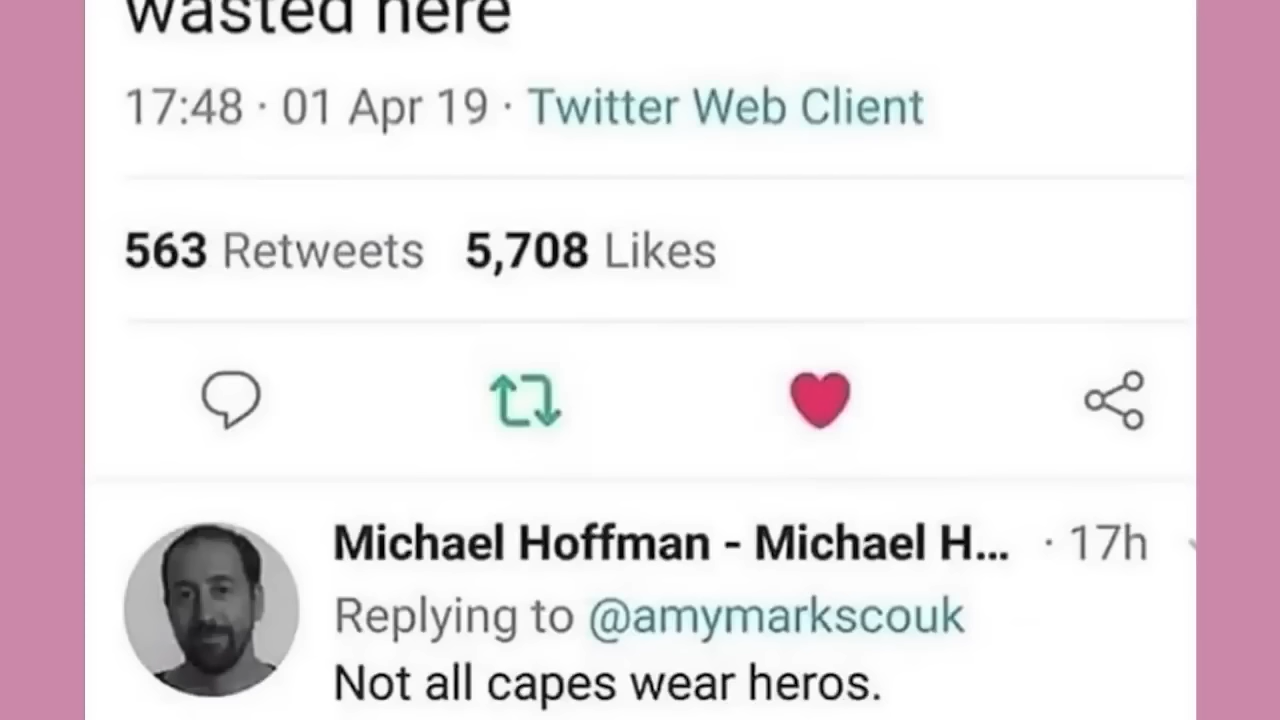 wasted here
17:48 · 01 Apr 19 · Twitter Web Client
563 Retweets 5,708 Likes
Michael Hoffman - Michael H... · 17h
Replying to @amymarkscouk
Not all capes wear heros.